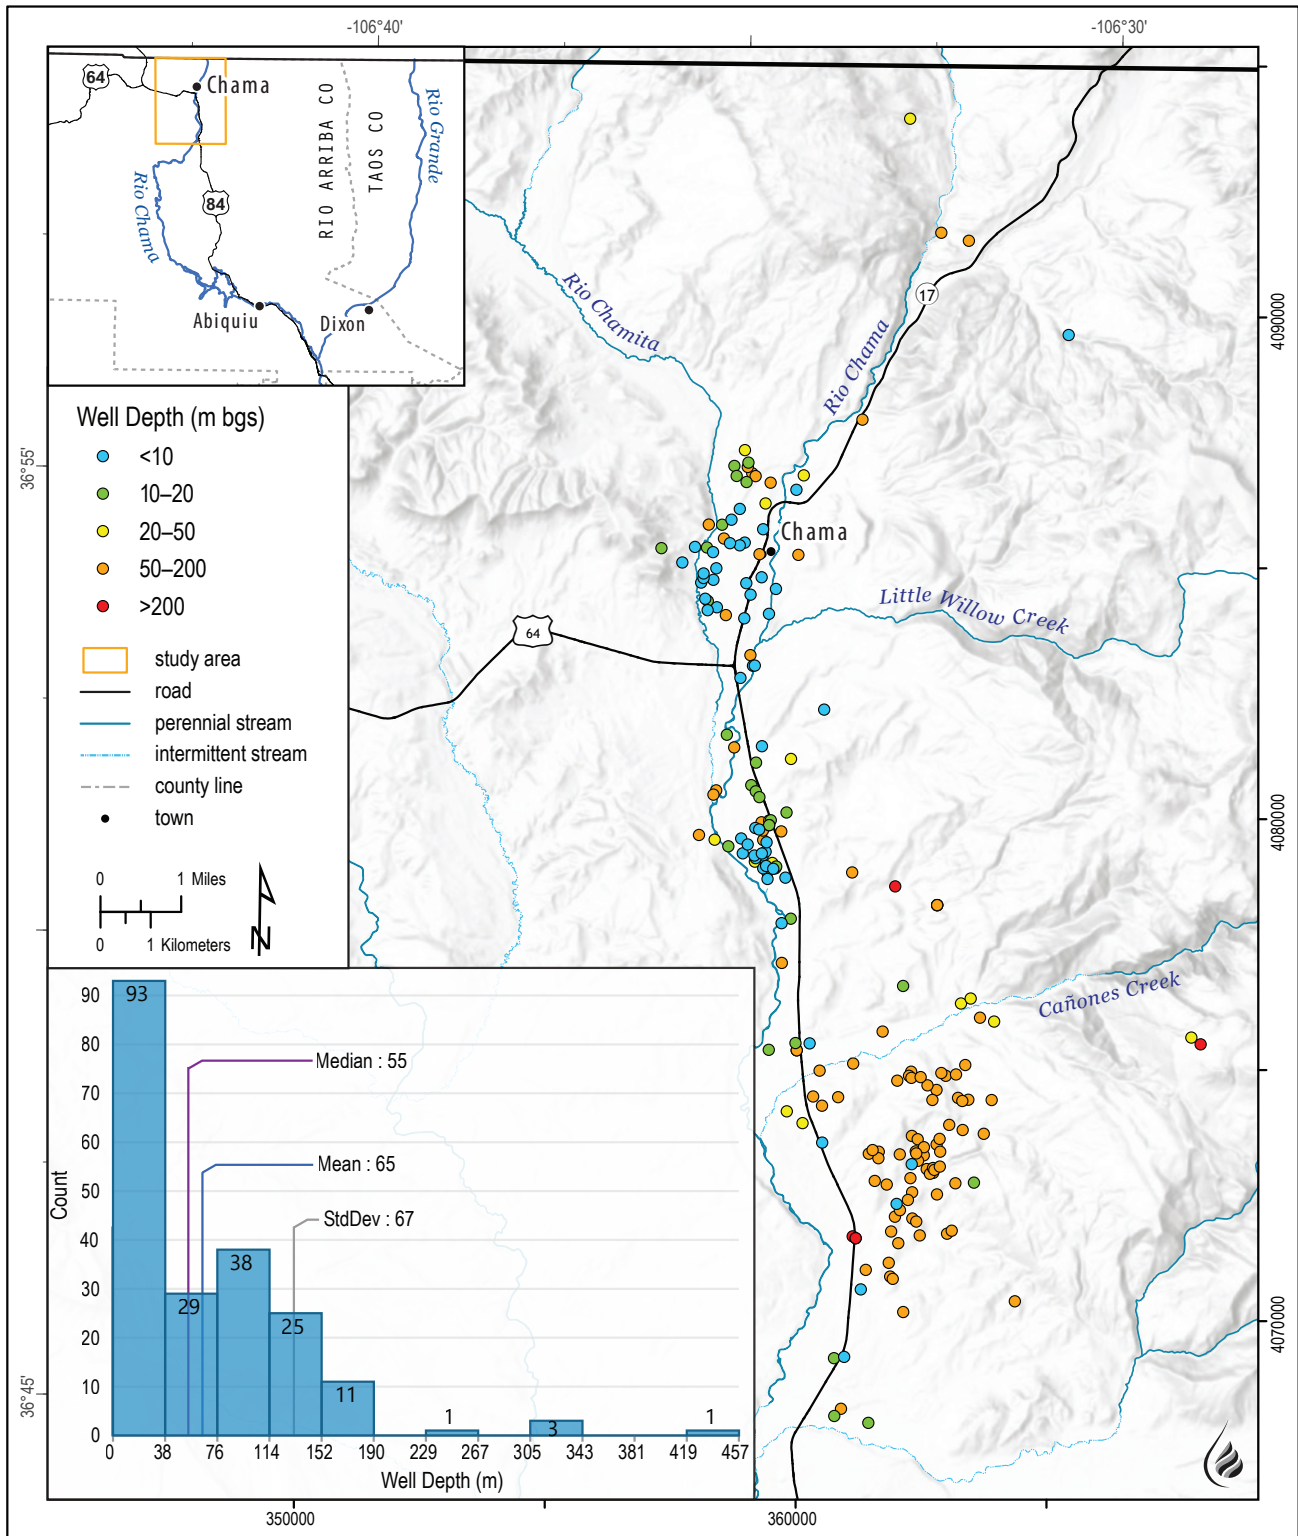 -106°40'
-106°30'
64
Chama
RIO ARRIBA CO
TAOS CO
Rio Grande
Rio Chama
84
Abiquiu
Dixon
Rio Chamita
Rio Chama
17
4090000
36°55'
Well Depth (m bgs)
<10
10–20
20–50
50–200
>200
study area
road
perennial stream
intermittent stream
county line
town
0 1 Miles
0 1 Kilometers
N
Chama
Little Willow Creek
64
4080000
Cañones Creek
4070000
36°45'
Count
90
80
70
60
50
40
30
20
10
0
93
29
38
25
11
1
3
1
Median : 55
Mean : 65
StdDev : 67
0 38 76 114 152 190 229 267 305 343 381 419 457
Well Depth (m)
350000
360000